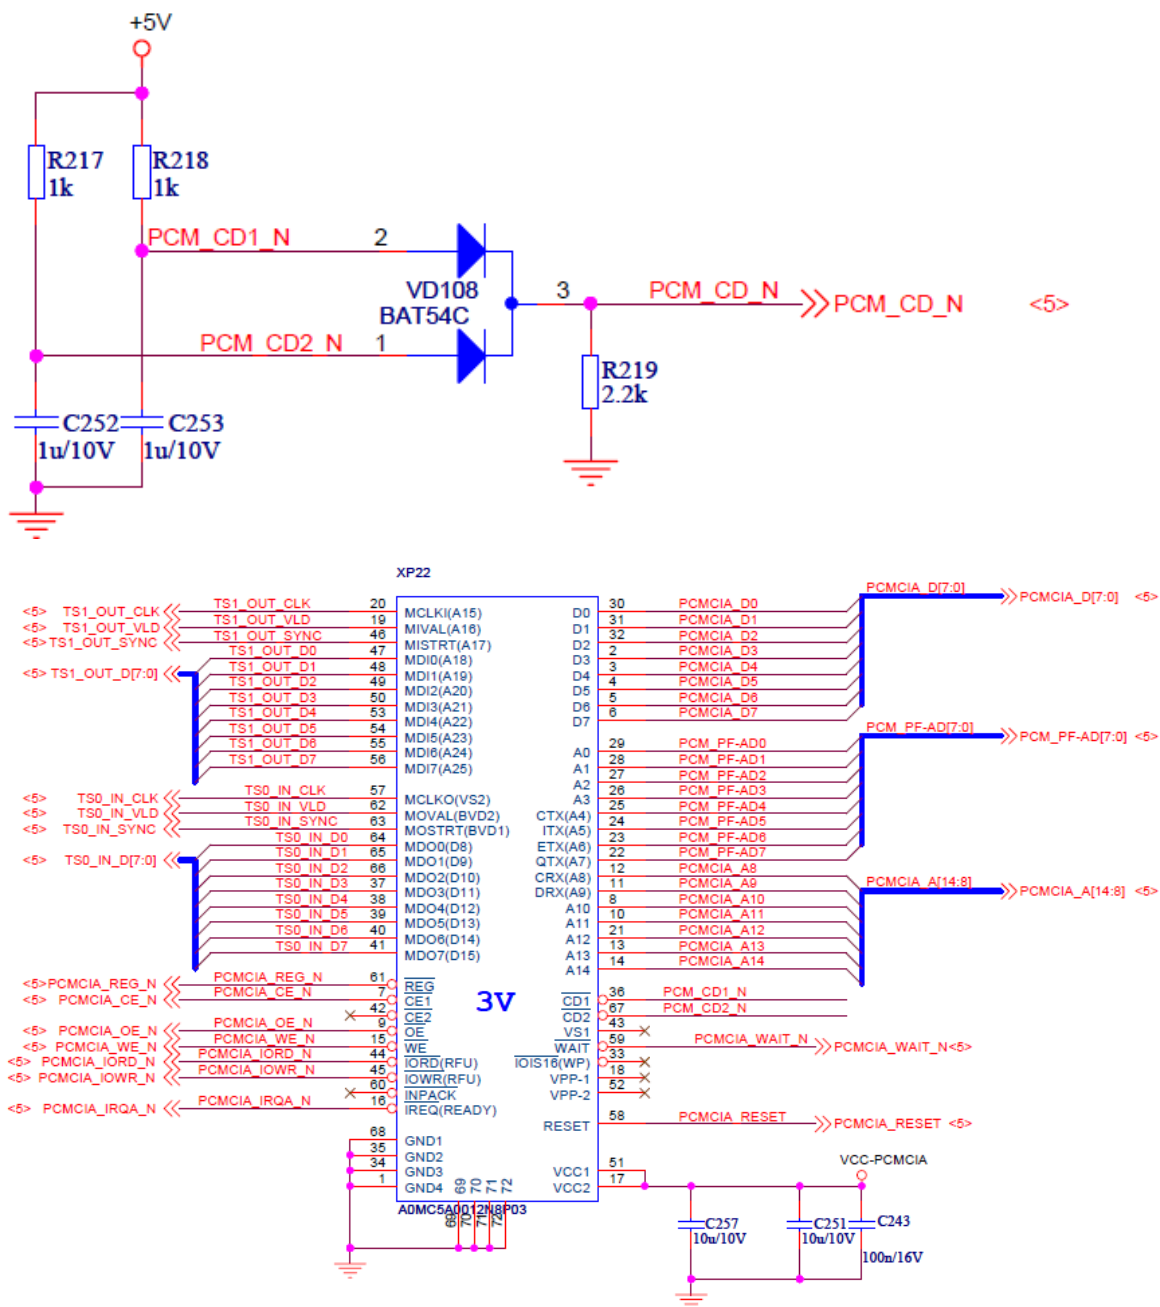 +5V
R217
1k
R218
1k
PCM_CD1_N 2
VD108
BAT54C
3 PCM_CD_N PCM_CD_N <5>
PCM_CD2_N 1
R219
2.2k
C252
1u/10V
C253
1u/10V
XP22
<5> TS1_OUT_CLK TS1_OUT_CLK 20 MCLKI(A15)
<5> TS1_OUT_VLD TS1_OUT_VLD 19 MIVAL(A16)
<5> TS1_OUT_SYNC TS1_OUT_SYNC 46 MISTRT(A17)
TS1_OUT_D0 47 MDI0(A18)
<5> TS1_OUT_D[7:0] TS1_OUT_D1 48 MDI1(A19)
TS1_OUT_D2 49 MDI2(A20)
TS1_OUT_D3 50 MDI3(A21)
TS1_OUT_D4 53 MDI4(A22)
TS1_OUT_D5 54 MDI5(A23)
TS1_OUT_D6 55 MDI6(A24)
TS1_OUT_D7 56 MDI7(A25)
<5> TS0_IN_CLK TS0_IN_CLK 57 MCLKO(VS2)
<5> TS0_IN_VLD TS0_IN_VLD 62 MOVAL(BVD2)
<5> TS0_IN_SYNC TS0_IN_SYNC 63 MOSTRT(BVD1)
TS0_IN_D0 64 MDO0(D8)
<5> TS0_IN_D[7:0] TS0_IN_D1 65 MDO1(D9)
TS0_IN_D2 66 MDO2(D10)
TS0_IN_D3 37 MDO3(D11)
TS0_IN_D4 38 MDO4(D12)
TS0_IN_D5 39 MDO5(D13)
TS0_IN_D6 40 MDO6(D14)
TS0_IN_D7 41 MDO7(D15)
<5> PCMCIA_REG_N PCMCIA_REG_N 61 REG
<5> PCMCIA_CE_N PCMCIA_CE_N 7 CE1
42 CE2
<5> PCMCIA_OE_N PCMCIA_OE_N 9 OE
<5> PCMCIA_WE_N PCMCIA_WE_N 15 WE
<5> PCMCIA_IORD_N PCMCIA_IORD_N 44 IORD(RFU)
<5> PCMCIA_IOWR_N PCMCIA_IOWR_N 45 IOWR(RFU)
60 INPACK
<5> PCMCIA_IRQA_N PCMCIA_IRQA_N 16 IREQ(READY)
68 GND1
35 GND2
34 GND3
1 GND4
69 70 71 72
69 70 71 72
A0MC5A0012N8P03
3V
PCMCIA_D[7:0] PCMCIA_D[7:0] <5>
D0 30 PCMCIA_D0
D1 31 PCMCIA_D1
D2 32 PCMCIA_D2
D3 2 PCMCIA_D3
D4 3 PCMCIA_D4
D5 4 PCMCIA_D5
D6 5 PCMCIA_D6
D7 6 PCMCIA_D7
PCM_PF-AD[7:0] PCM_PF-AD[7:0] <5>
A0 29 PCM_PF-AD0
A1 28 PCM_PF-AD1
A2 27 PCM_PF-AD2
A3 26 PCM_PF-AD3
CTX(A4) 25 PCM_PF-AD4
ITX(A5) 24 PCM_PF-AD5
ETX(A6) 23 PCM_PF-AD6
QTX(A7) 22 PCM_PF-AD7
CRX(A8) 12 PCMCIA_A8
PCMCIA_A[14:8] PCMCIA_A[14:8] <5>
DRX(A9) 11 PCMCIA_A9
A10 8 PCMCIA_A10
A11 10 PCMCIA_A11
A12 21 PCMCIA_A12
A13 13 PCMCIA_A13
A14 14 PCMCIA_A14
CD1 36 PCM_CD1_N
CD2 67 PCM_CD2_N
VS1 43
WAIT 59 PCMCIA_WAIT_N PCMCIA_WAIT_N<5>
IOIS16(WP) 33
VPP-1 18
VPP-2 52
RESET 58 PCMCIA_RESET PCMCIA_RESET <5>
VCC1 51
VCC2 17
VCC-PCMCIA
C257
10u/10V
C251
10u/10V
C243
100n/16V